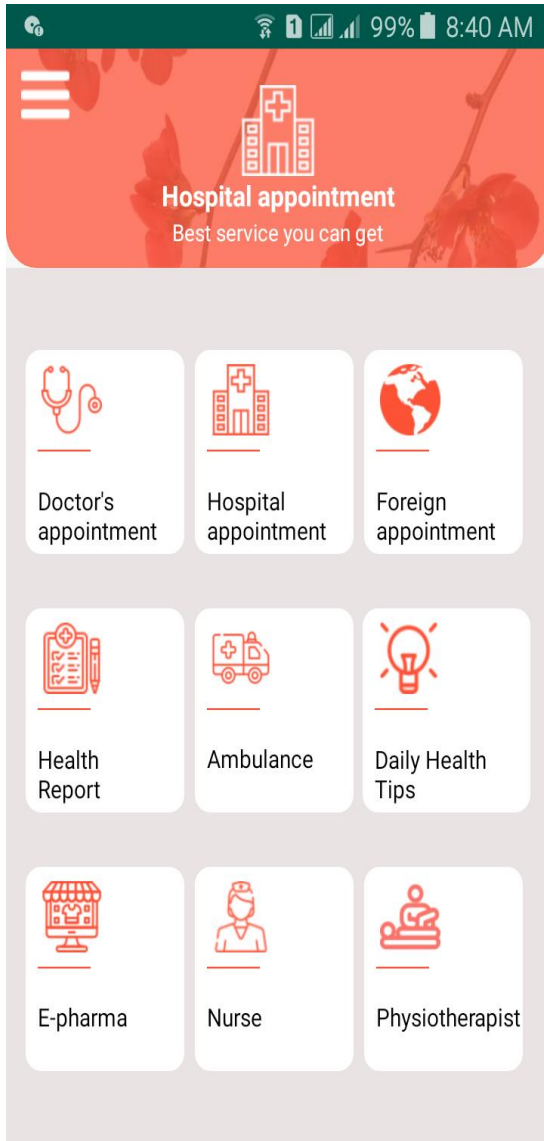 1 99% 8:40 AM
Hospital appointment
Best service you can get
Doctor's
appointment
Hospital
appointment
Foreign
appointment
Health
Report
Ambulance
Daily Health
Tips
E-pharma
Nurse
Physiotherapist